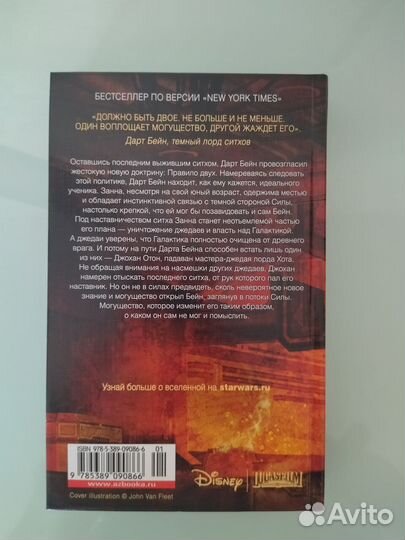 БЕСТСЕЛЛЕР ПО ВЕРСИИ «NEW YORK TIMES»
«ДОЛЖНО БЫТЬ ДВОЕ. НЕ БОЛЬШЕ И НЕ МЕНЬШЕ.
ОДИН ВОПЛОЩАЕТ МОГУЩЕСТВО, ДРУГОЙ ЖАЖДЕТ ЕГО».
Дарт Бейн, темный лорд ситхов
Оставшись последним выжившим ситхом, Дарт Бейн провозгласил
жестокую новую доктрину: Правило двух. Намереваясь следовать
этой политике, Дарт Бейн находит, как ему кажется, идеального
ученика. Занна, несмотря на свой юный возраст, одержима местью и
обладает инстинктивной связью с темной стороной Силы,
настолько крепкой, что ей мог бы позавидовать и сам Бейн.
Под наставничеством ситха Занна станет неотъемлемой частью
его плана — уничтожение джедаев и власть над Галактикой.
А джедаи уверены, что Галактика полностью очищена от древнего
врага. И потому на пути Дарта Бейна способен встать лишь один
из них — Джохан Отон, падаван мастера-джедая лорда Хота.
Не обращая внимания на насмешки других джедаев, Джохан
намерен отыскать последнего ситха, от рук которого пал его
наставник. Но он не в силах предвидеть, сколь невероятное новое
знание и могущество открыл Бейн, заглянув в потоки Силы.
Могущество, которое изменит его таким образом,
о каком он сам не мог и помыслить.
Узнай больше о вселенной на starwars.ru
ISBN 978-5-389-09086-6
01
9 785389 090866
www.azbooka.ru
Disney
LUCASFILM
Cover illustration © John Van Fleet
Avito